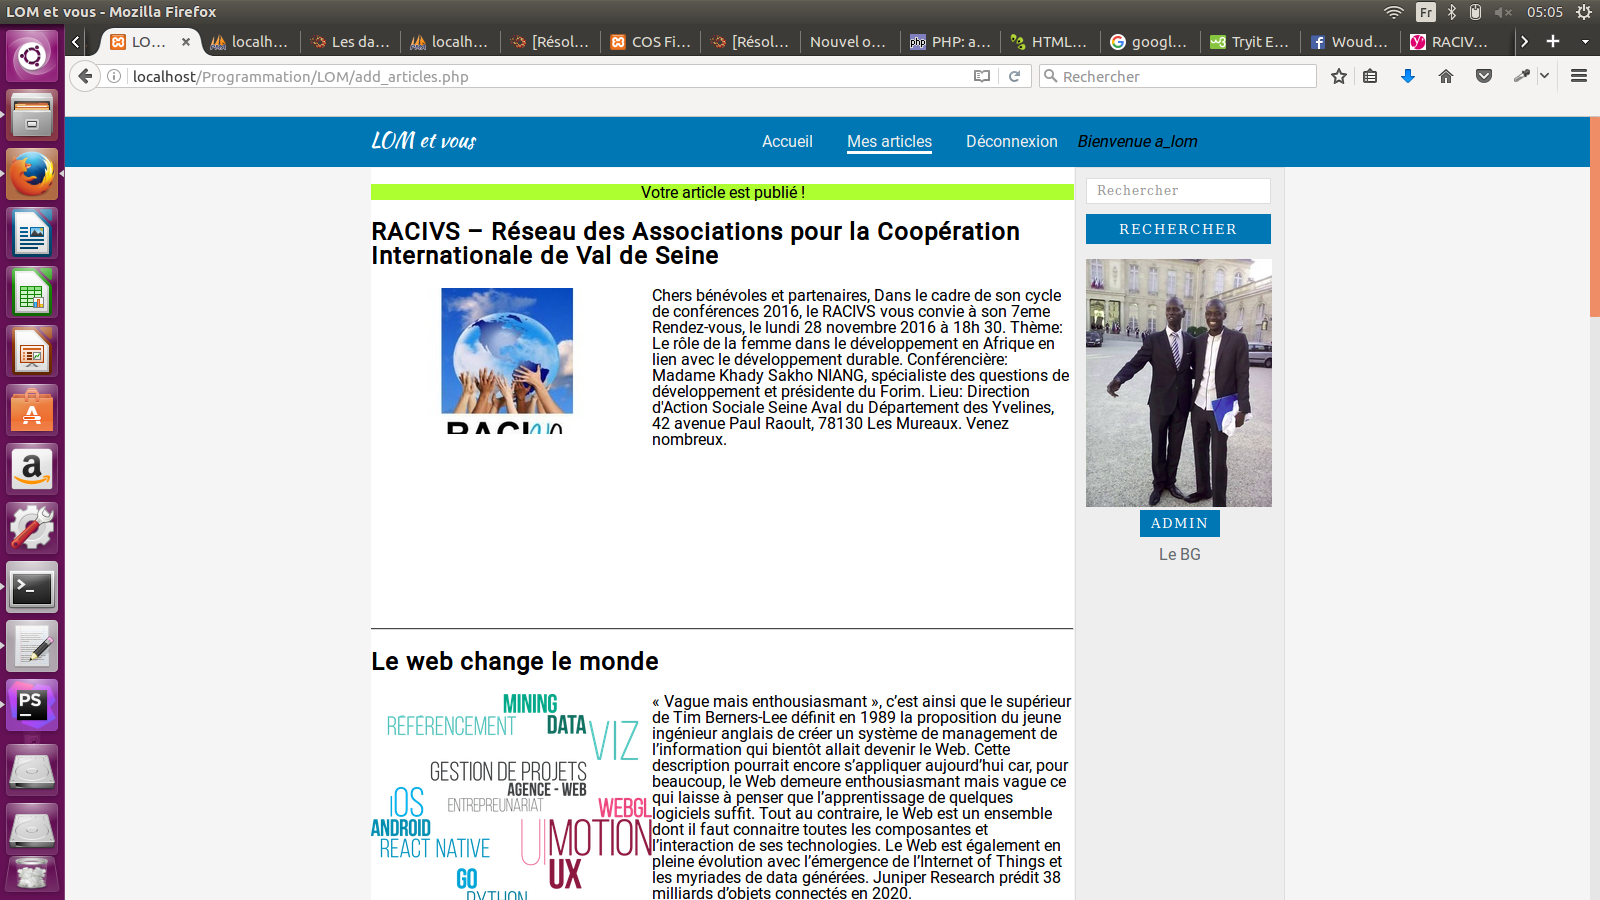 LOM et vous - Mozilla Firefox
Fr
05:05
LO...
localh...
Les da...
localh...
[Résol...
COS Fi...
[Résol...
Nouvel o...
PHP: a...
HTML...
googl...
Tryit E...
Woud...
RACIV...
localhost/Programmation/LOM/add_articles.php
Rechercher
LOM et vous
Accueil
Mes articles
Déconnexion
Bienvenue a_lom
Votre article est publié !
RACIVS – Réseau des Associations pour la Coopération
Internationale de Val de Seine
RACIVS
Chers bénévoles et partenaires, Dans le cadre de son cycle
de conférences 2016, le RACIVS vous convie à son 7eme
Rendez-vous, le lundi 28 novembre 2016 à 18h 30. Thème:
Le rôle de la femme dans le développement en Afrique en
lien avec le développement durable. Conférencière:
Madame Khady Sakho NIANG, spécialiste des questions de
développement et présidente du Forim. Lieu: Direction
d'Action Sociale Seine Aval du Département des Yvelines,
42 avenue Paul Raoult, 78130 Les Mureaux. Venez
nombreux.
Le web change le monde
MINING
RÉFÉRENCEMENT
DATA
VIZ
GESTION DE PROJETS
AGENCE - WEB
iOS
ENTREPREUNARIAT
WEBGL
ANDROID
UI
MOTION
REACT NATIVE
UX
GO
PYTHON
« Vague mais enthousiasmant », c’est ainsi que le supérieur
de Tim Berners-Lee définit en 1989 la proposition du jeune
ingénieur anglais de créer un système de management de
l’information qui bientôt allait devenir le Web. Cette
description pourrait encore s’appliquer aujourd’hui car, pour
beaucoup, le Web demeure enthousiasmant mais vague ce
qui laisse à penser que l’apprentissage de quelques
logiciels suffit. Tout au contraire, le Web est un ensemble
dont il faut connaitre toutes les composantes et
l’interaction de ses technologies. Le Web est également en
pleine évolution avec l’émergence de l’Internet of Things et
les myriades de data générées. Juniper Research prédit 38
milliards d’objets connectés en 2020.
Rechercher
RECHERCHER
ADMIN
Le BG